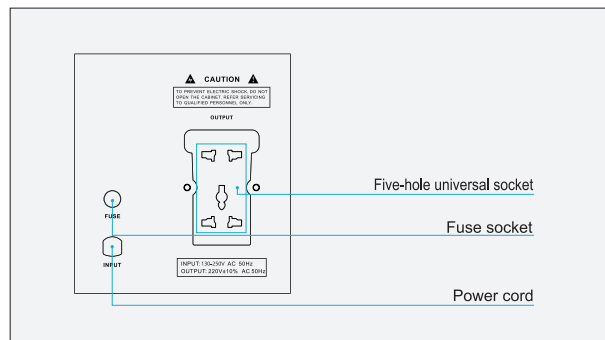 CAUTION
TO PREVENT ELECTRIC SHOCK, DO NOT
OPEN THE CABINET. REFER SERVICING
TO QUALIFIED PERSONNEL ONLY.
OUTPUT
Five-hole universal socket
FUSE
Fuse socket
INPUT
INPUT: 130-250V AC 50Hz
OUTPUT: 220V±10% AC 50Hz
Power cord